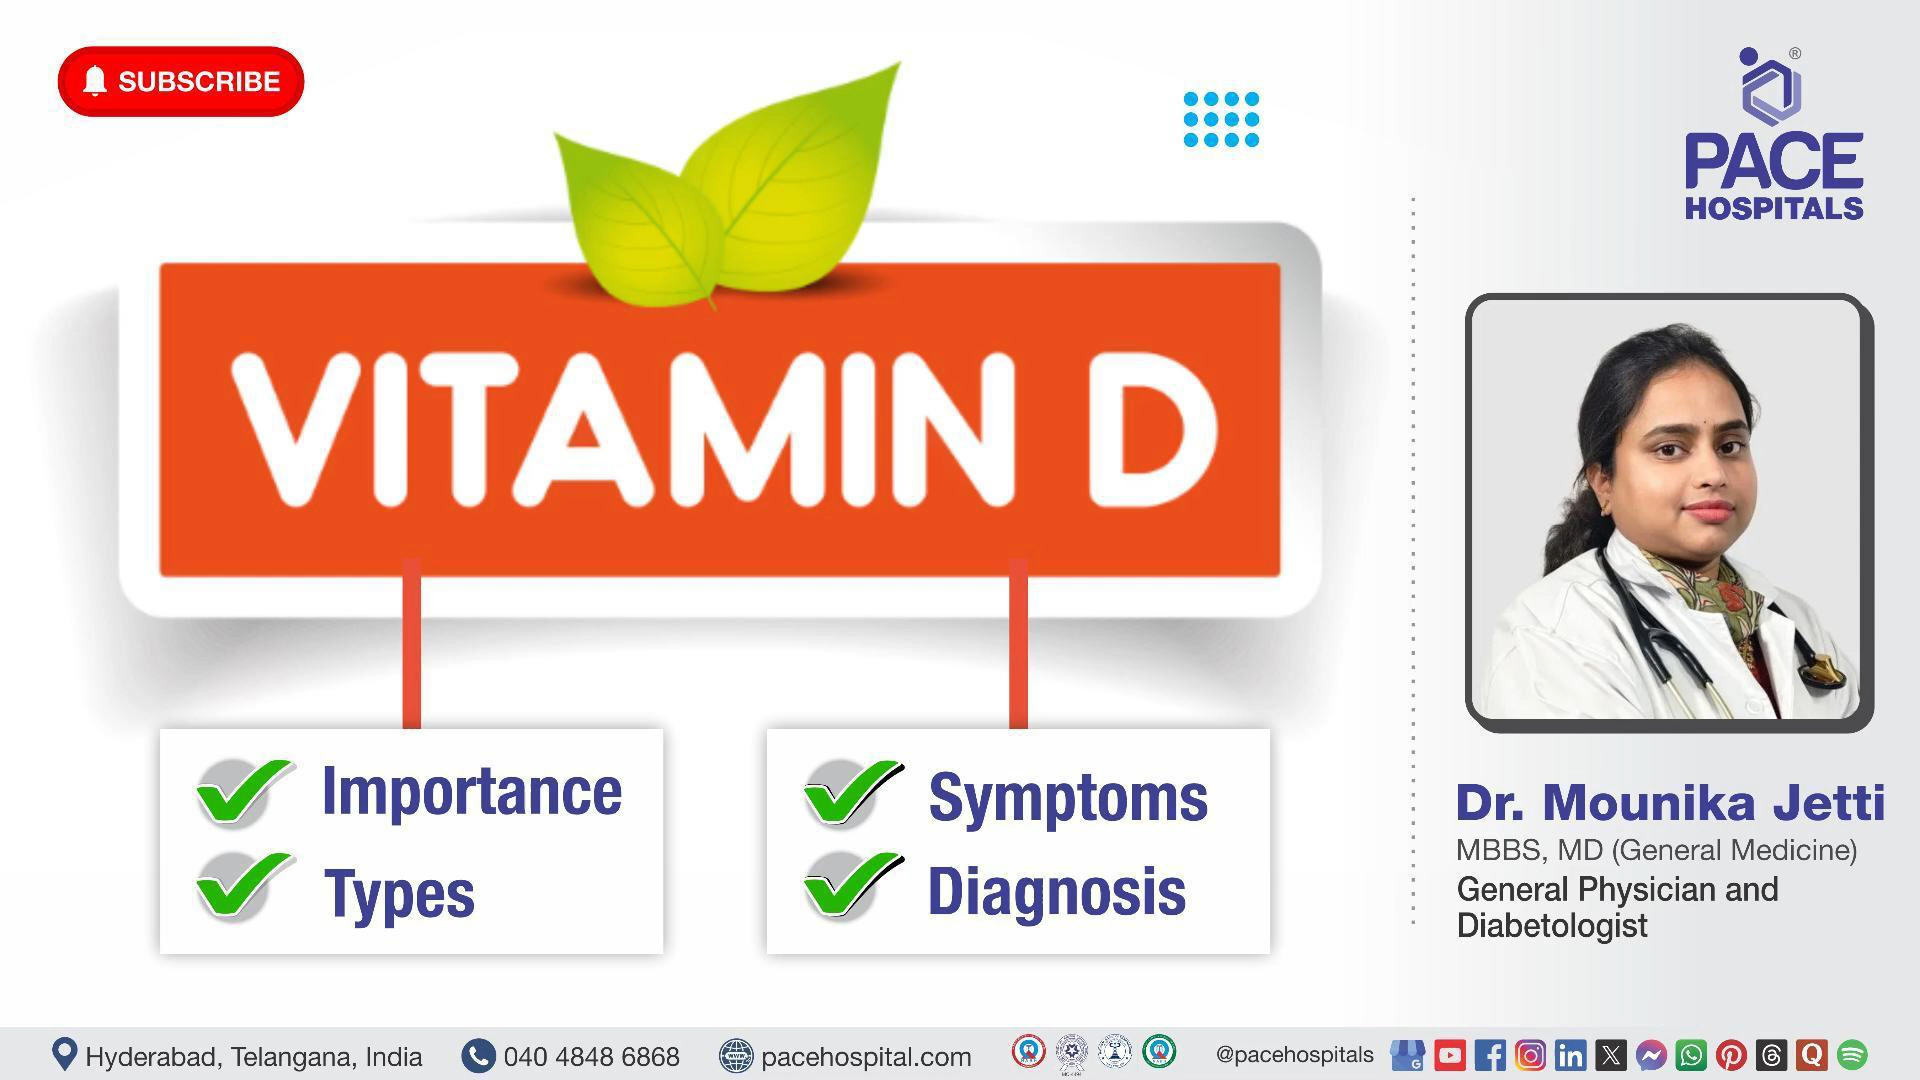 SUBSCRIBE
PACE
HOSPITALS
®
VITAMIN D
Importance
Types
Symptoms
Diagnosis
Dr. Mounika Jetti
MBBS, MD (General Medicine)
General Physician and
Diabetologist
Hyderabad, Telangana, India
040 4848 6868
WWW
pacehospital.com
@pacehospitals